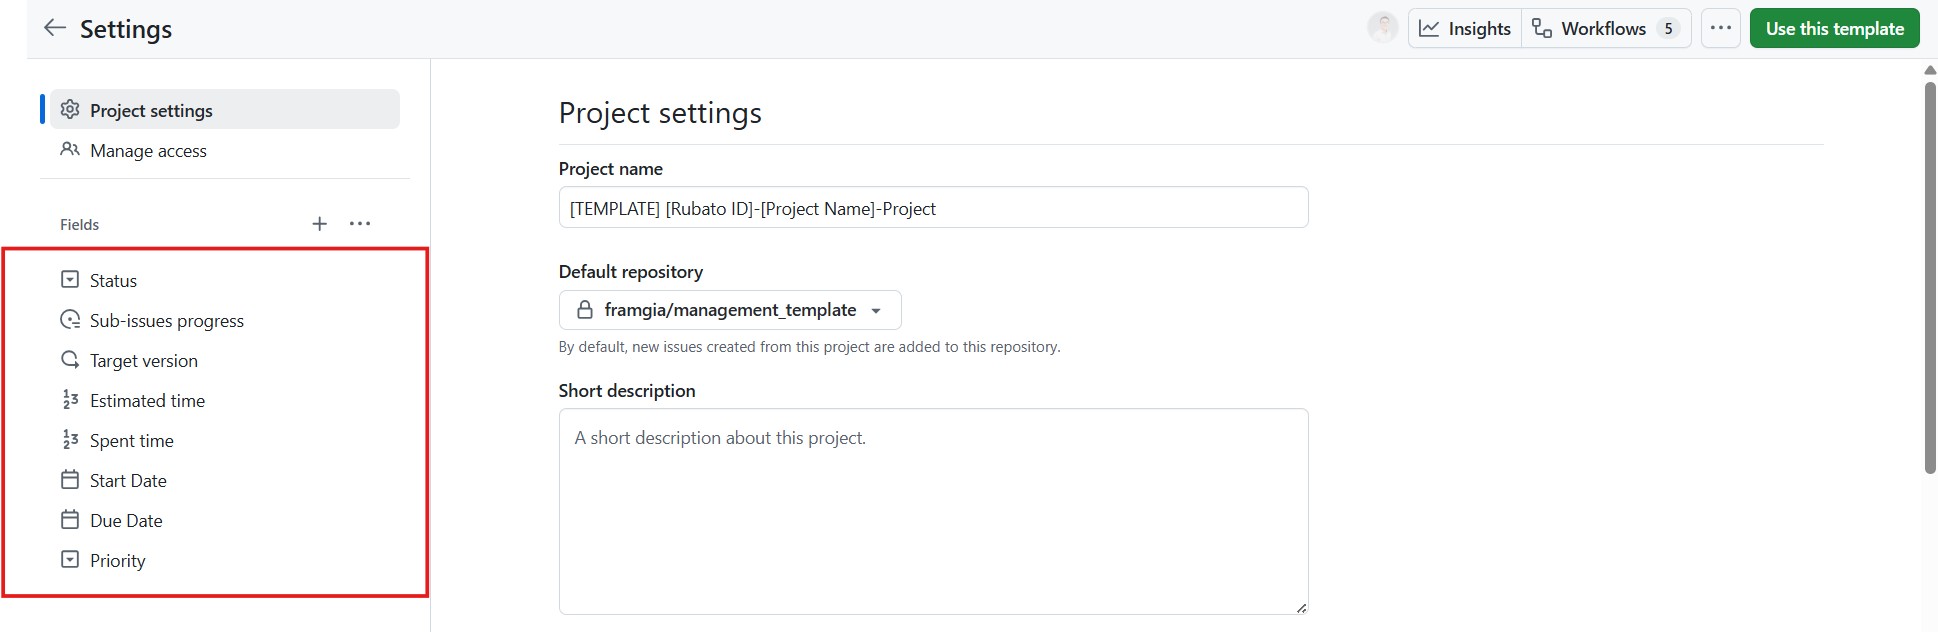 Settings
Insights
Workflows 5
Use this template
Project settings
Manage access
Fields
Status
Sub-issues progress
Target version
Estimated time
Spent time
Start Date
Due Date
Priority
Project settings
Project name
[TEMPLATE] [Rubato ID]-[Project Name]-Project
Default repository
framgia/management_template
By default, new issues created from this project are added to this repository.
Short description
A short description about this project.